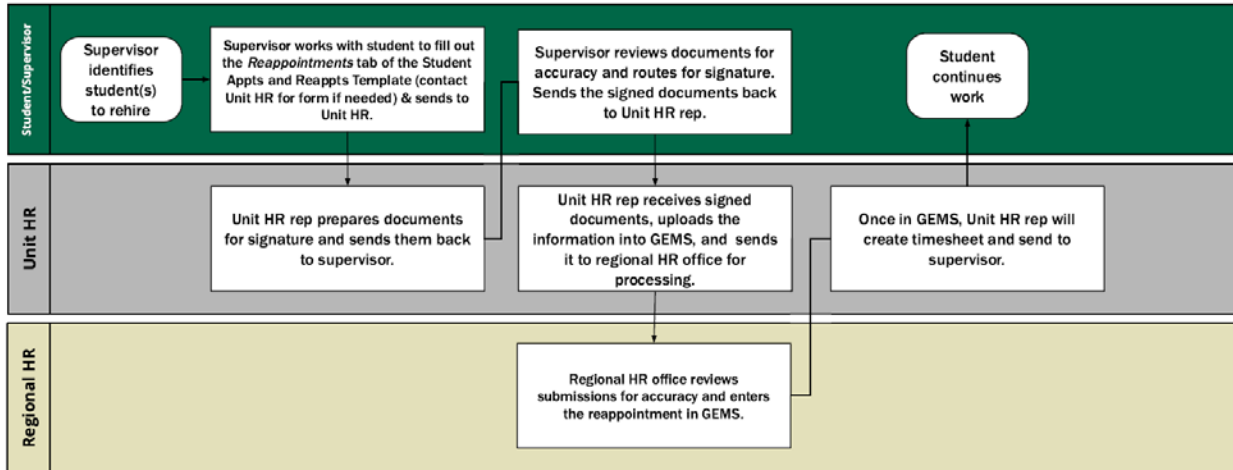 Student/Supervisor
Supervisor
identifies
student(s)
to rehire
Supervisor works with student to fill out
the Reappointments tab of the Student
Appts and Reappts Template (contact
Unit HR for form if needed) & sends to
Unit HR.
Supervisor reviews documents for
accuracy and routes for signature.
Sends the signed documents back
to Unit HR rep.
Student
continues
work
Unit HR
Unit HR rep prepares documents
for signature and sends them back
to supervisor.
Unit HR rep receives signed
documents, uploads the
information into GEMS, and sends
it to regional HR office for
processing.
Once in GEMS, Unit HR rep will
create timesheet and send to
supervisor.
Regional HR
Regional HR office reviews
submissions for accuracy and enters
the reappointment in GEMS.